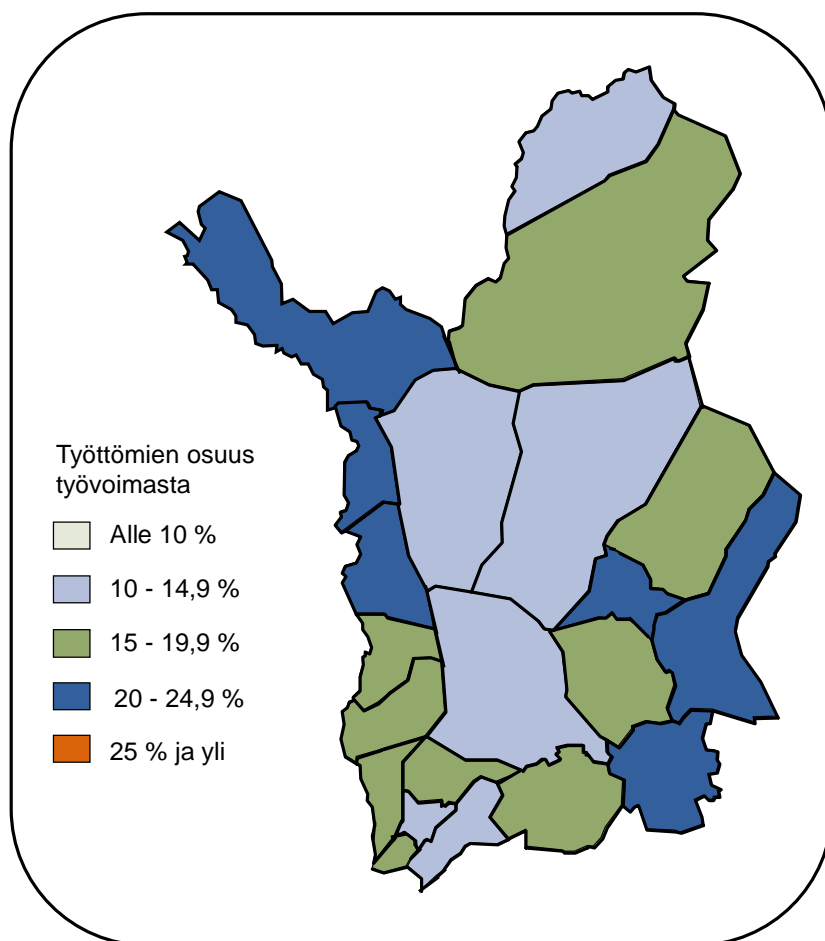 Työttömien osuus
työvoimasta
Alle 10 %
10 - 14,9 %
15 - 19,9 %
20 - 24,9 %
25 % ja yli